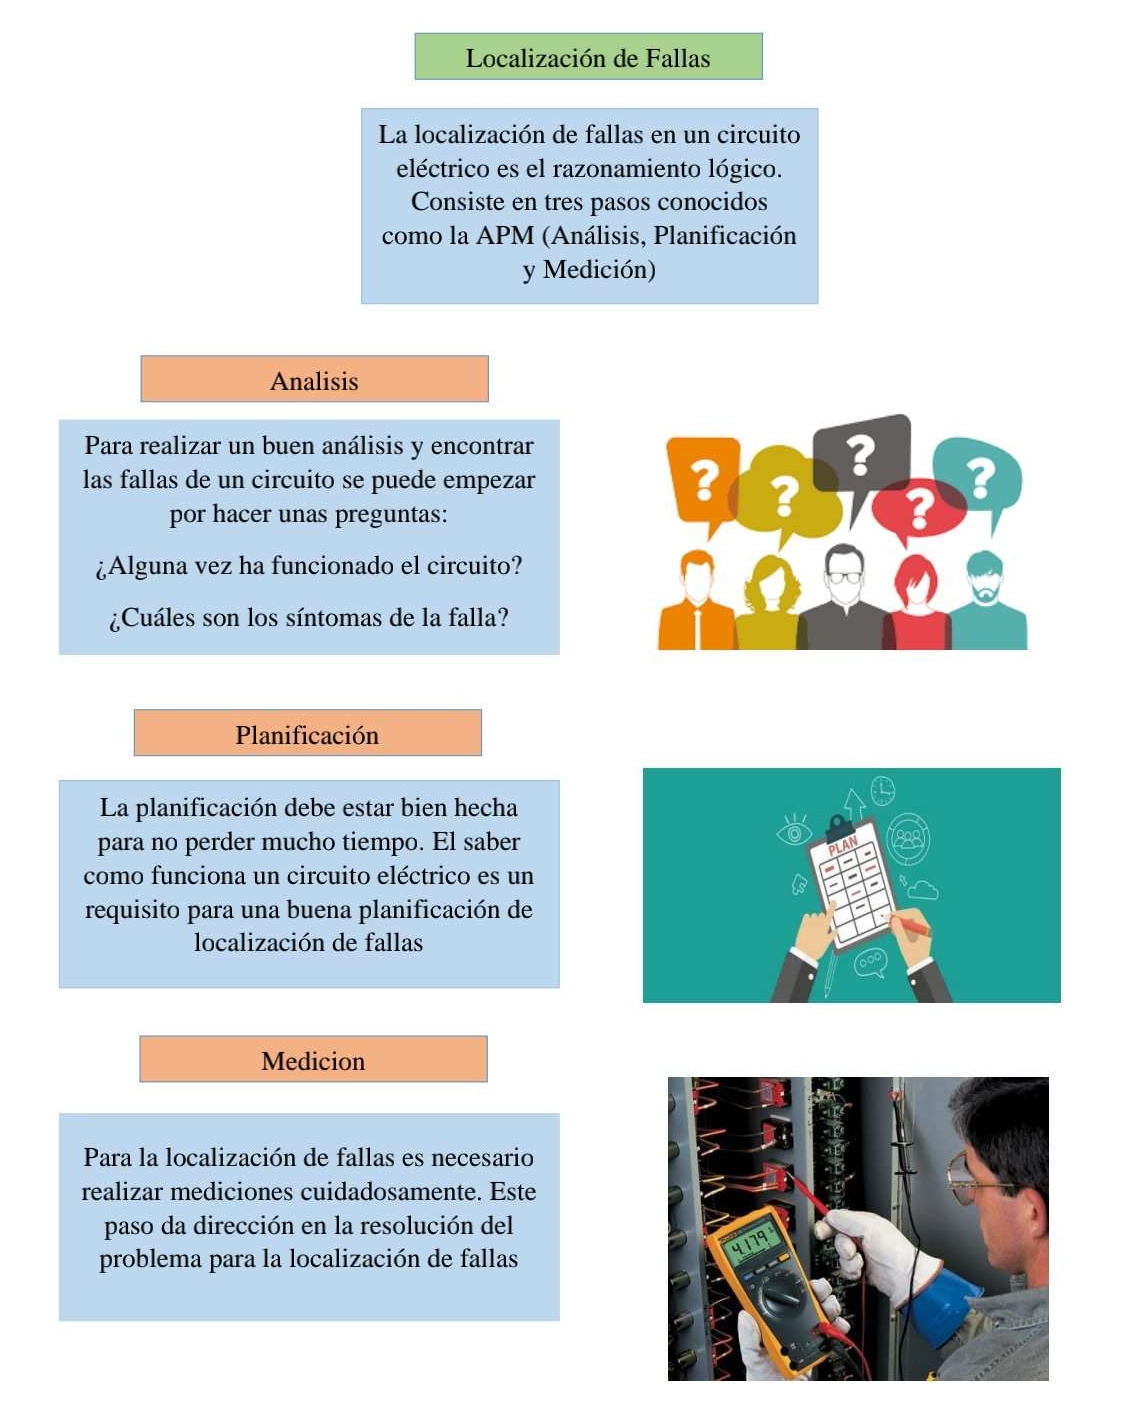 Localización de Fallas
La localización de fallas en un circuito
eléctrico es el razonamiento lógico.
Consiste en tres pasos conocidos
como la APM (Análisis, Planificación
y Medición)
Analisis
Para realizar un buen análisis y encontrar
las fallas de un circuito se puede empezar
por hacer unas preguntas:
¿Alguna vez ha funcionado el circuito?
¿Cuáles son los síntomas de la falla?
? ? ? ? ?
Planificación
La planificación debe estar bien hecha
para no perder mucho tiempo. El saber
como funciona un circuito eléctrico es un
requisito para una buena planificación de
localización de fallas
PLAN
Medicion
Para la localización de fallas es necesario
realizar mediciones cuidadosamente. Este
paso da dirección en la resolución del
problema para la localización de fallas
4.179